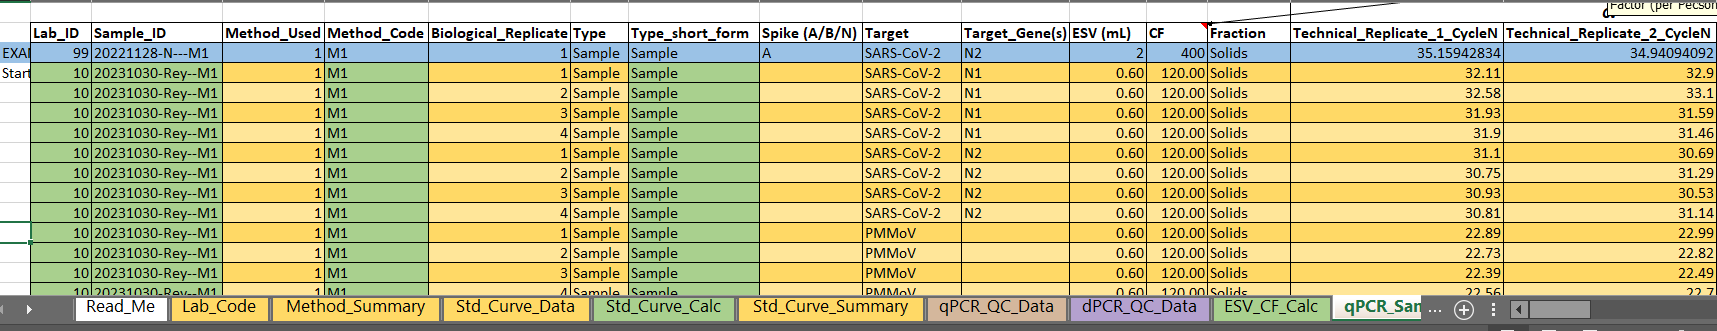 Factor (per Pecson
Lab_ID Sample_ID Method_Used Method_Code Biological_Replicate Type Type_short_form Spike (A/B/N) Target Target_Gene(s) ESV (mL) CF Fraction Technical_Replicate_1_CycleN Technical_Replicate_2_CycleN
EXA 99 20221128-N---M1 1 M1 1 Sample Sample A SARS-CoV-2 N2 2 400 Solids 35.15942834 34.94094092
Start 10 20231030-Rey--M1 1 M1 1 Sample Sample SARS-CoV-2 N1 0.60 120.00 Solids 32.11 32.9
10 20231030-Rey--M1 1 M1 2 Sample Sample SARS-CoV-2 N1 0.60 120.00 Solids 32.58 33.1
10 20231030-Rey--M1 1 M1 3 Sample Sample SARS-CoV-2 N1 0.60 120.00 Solids 31.93 31.59
10 20231030-Rey--M1 1 M1 4 Sample Sample SARS-CoV-2 N1 0.60 120.00 Solids 31.9 31.46
10 20231030-Rey--M1 1 M1 1 Sample Sample SARS-CoV-2 N2 0.60 120.00 Solids 31.1 30.69
10 20231030-Rey--M1 1 M1 2 Sample Sample SARS-CoV-2 N2 0.60 120.00 Solids 30.75 31.29
10 20231030-Rey--M1 1 M1 3 Sample Sample SARS-CoV-2 N2 0.60 120.00 Solids 30.93 30.53
10 20231030-Rey--M1 1 M1 4 Sample Sample SARS-CoV-2 N2 0.60 120.00 Solids 30.81 31.14
10 20231030-Rey--M1 1 M1 1 Sample Sample PMMoV 0.60 120.00 Solids 22.89 22.99
10 20231030-Rey--M1 1 M1 2 Sample Sample PMMoV 0.60 120.00 Solids 22.73 22.82
10 20231030-Rey--M1 1 M1 3 Sample Sample PMMoV 0.60 120.00 Solids 22.39 22.49
10 20231030-Rey--M1 1 M1 4 Sample Sample PMMoV 0.60 120.00 Solids 22.56 22.7
Read_Me Lab_Code Method_Summary Std_Curve_Data Std_Curve_Calc Std_Curve_Summary qPCR_QC_Data dPCR_QC_Data ESV_CF_Calc qPCR_San ...